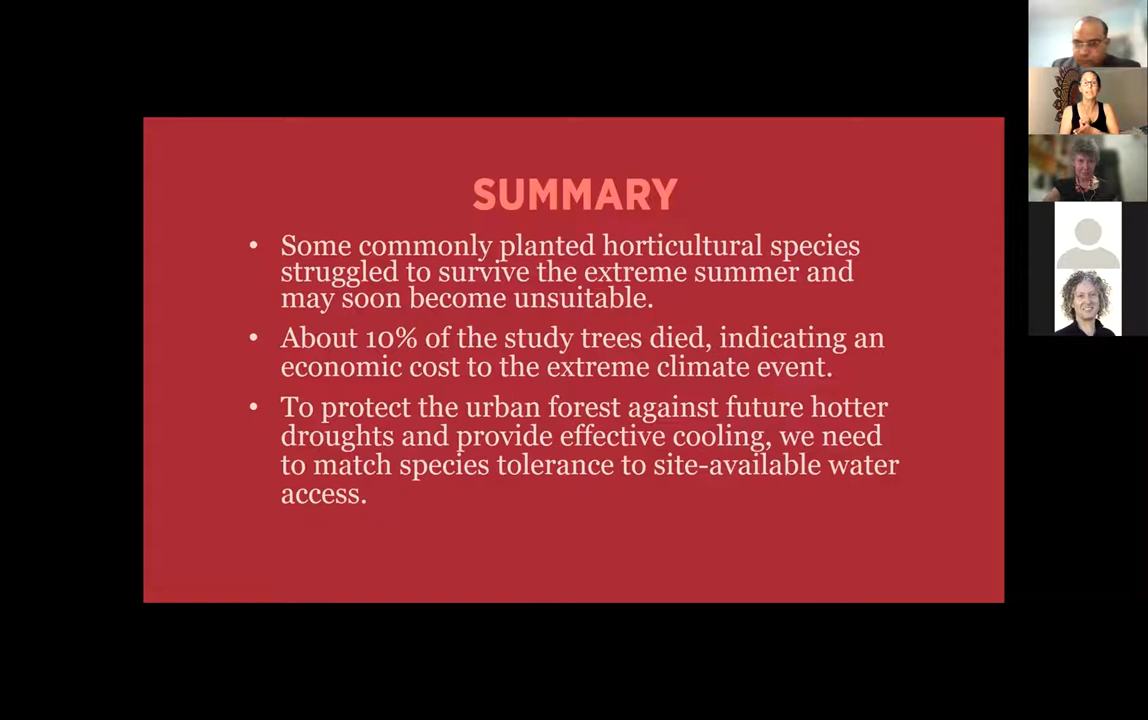 SUMMARY
• Some commonly planted horticultural species
struggled to survive the extreme summer and
may soon become unsuitable.
• About 10% of the study trees died, indicating an
economic cost to the extreme climate event.
• To protect the urban forest against future hotter
droughts and provide effective cooling, we need
to match species tolerance to site-available water
access.